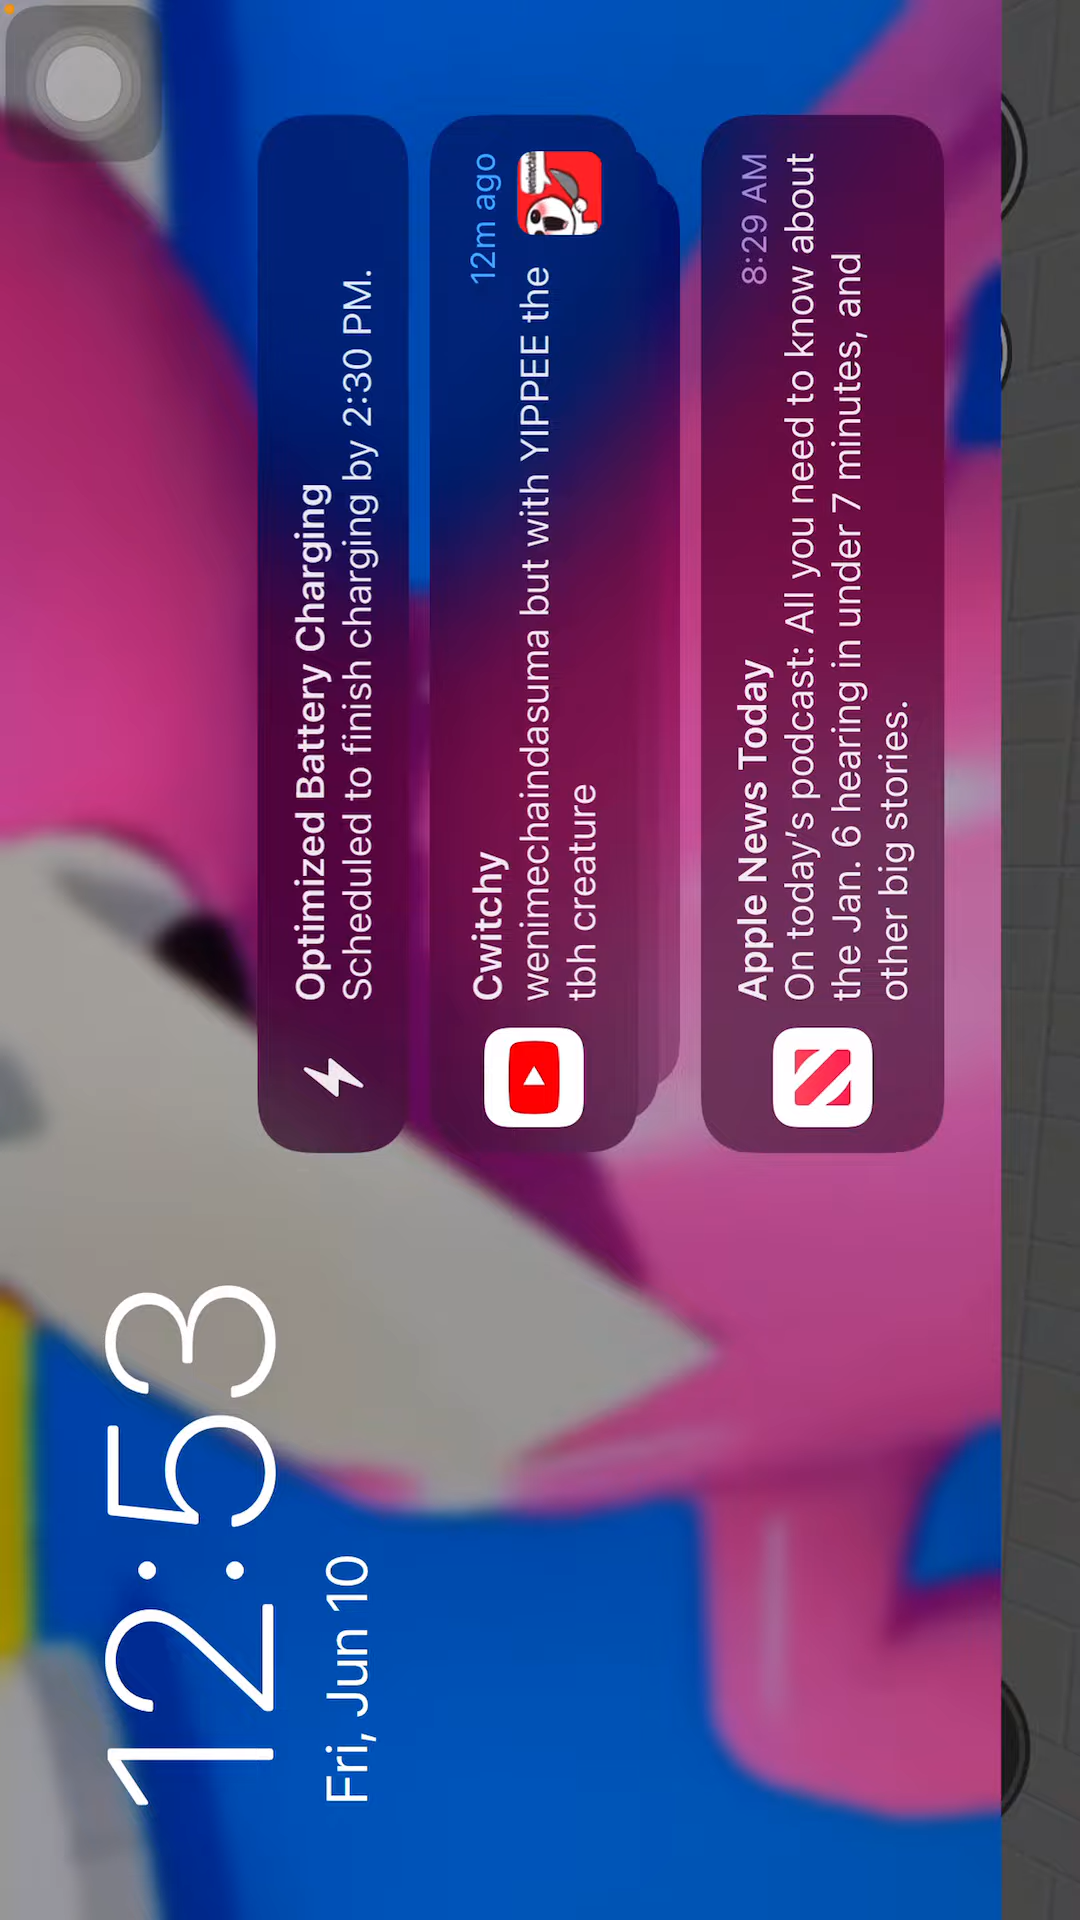 12:53
Fri, Jun 10
Optimized Battery Charging
Scheduled to finish charging by 2:30 PM.
Cwitchy
12m ago
wenimechaindasuma but with YIPPEE the
tbh creature
Apple News Today
8:29 AM
On today's podcast: All you need to know about
the Jan. 6 hearing in under 7 minutes, and
other big stories.